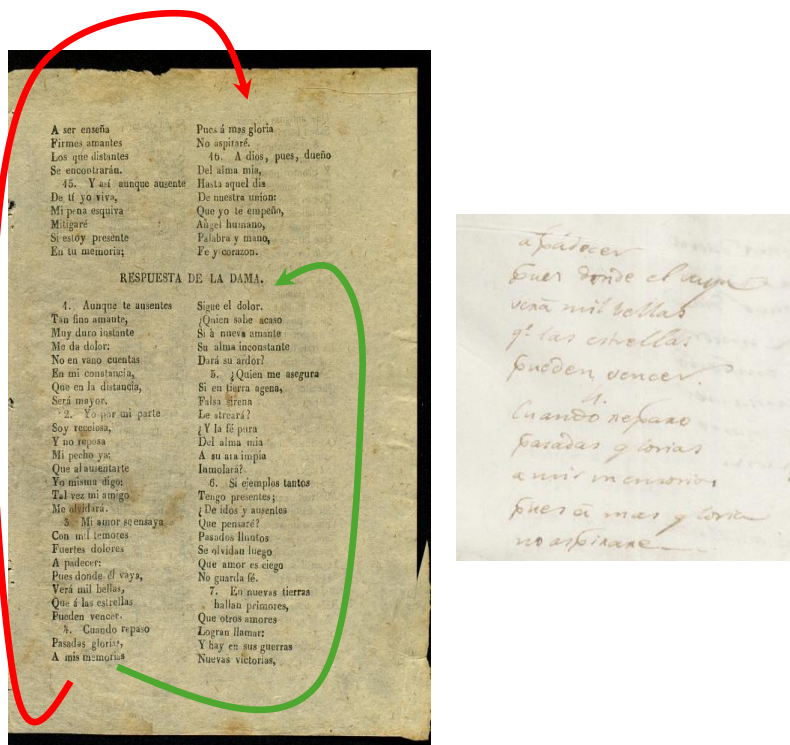 A ser enseña
Firmes amantes
Los que distantes
Se encontrarán.
15. Y así aunque ausente
De tí yo viva,
Mi pena esquiva
Mitigaré
Si estoy presente
En tu memoria;
Pues á mas gloria
No aspiraré.
16. A dios, pues, dueño
Del alma mia,
Hasta aquel dia
De nuestra union:
Que yo te empeño,
Angel humano,
Palabra y mano,
Fe y corazon.
RESPUESTA DE LA DAMA.
1. Aunque te ausentes
Tan fino amante,
Muy duro instante
Me da dolor:
No en vano cuentas
En mi constancia,
Que en la distancia,
Será mayor.
2. Yo por mi parte
Soy recelosa,
Y no reposa
Mi pecho ya:
Que al ausentarte
Yo misma digo:
Tal vez mi amigo
Me olvidará.
3. Mi amor se ensaya
Con mil temores
Fuertes dolores
A padecer:
Pues donde él vaya,
Verá mil bellas,
Que á las estrellas
Pueden vencer.
4. Cuando repaso
Pasadas glorias,
A mis memorias
Sigue el dolor.
¿Quien sabe acaso
Si à nueva amante
Su alma inconstante
Dará su ardor?
5. ¿Quien me asegura
Si en tierra agena,
Falsa sirena
Le atreará?
¿Y la fé pura
Del alma mia
A su ara impia
Inmolará?
6. Si ejemplos tantos
Tengo presentes;
¿De idos y ausentes
Que pensaré?
Pasados llantos
Se olvidan luego
Que amor es ciego
No guarda fé.
7. En nuevas tierras
hallan primores,
Que otros amores
Logran llamar:
Y hay en sus guerras
Nuevas victorias,
a padecer
pues donde el vaya
verá mil vellas
q.e las estrellas
pueden vencer.
4.
Cuando repaso
pasadas glorias
a mis memorias
pues á mas gloria
no aspirare